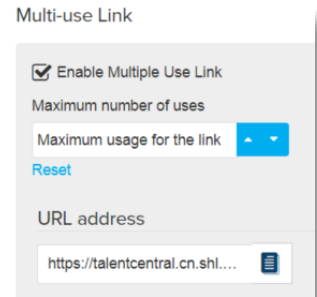 Multi-use Link
Enable Multiple Use Link
Maximum number of uses
Maximum usage for the link
Reset
URL address
https://talentcentral.cn.shl....